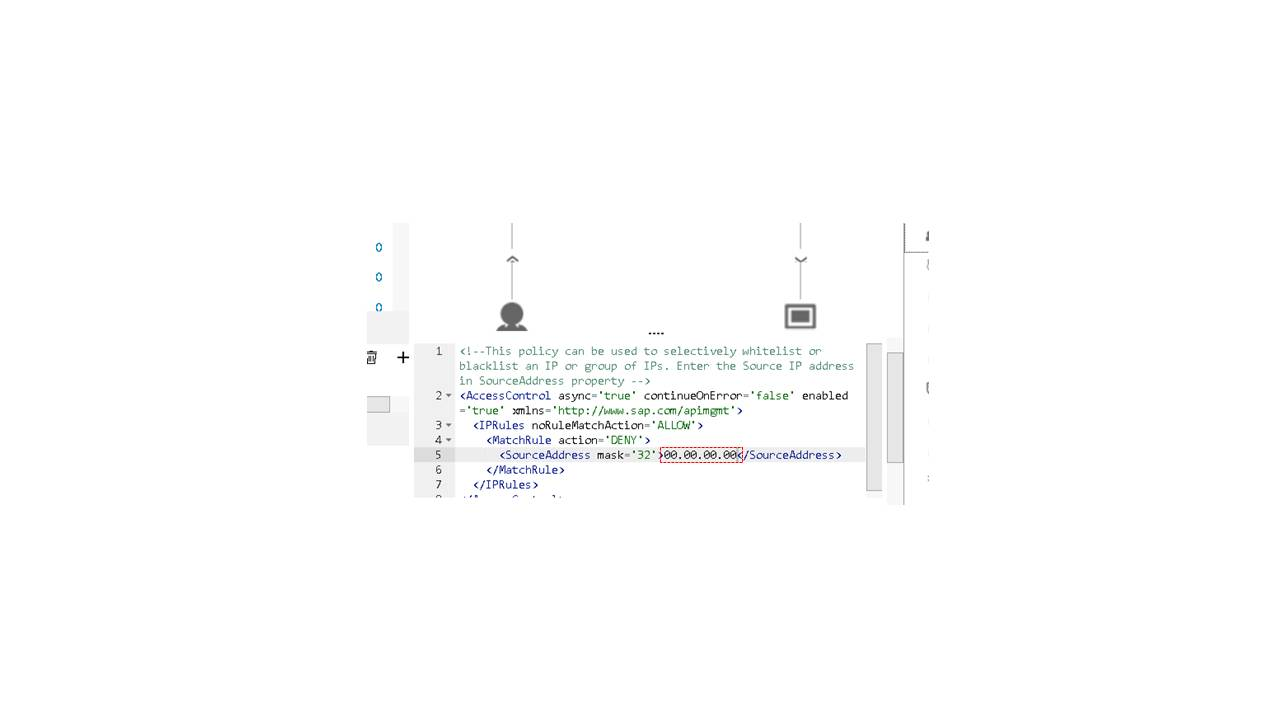 0
0
0
1 <!--This policy can be used to selectively whitelist or
blacklist an IP or group of IPs. Enter the Source IP address
in SourceAddress property -->
2 <AccessControl async='true' continueOnError='false' enabled
='true' xmlns='http://www.sap.com/apimgmt'>
3 <IPRules noRuleMatchAction='ALLOW'>
4 <MatchRule action='DENY'>
5 <SourceAddress mask='32'>00.00.00.00</SourceAddress>
6 </MatchRule>
7 </IPRules>